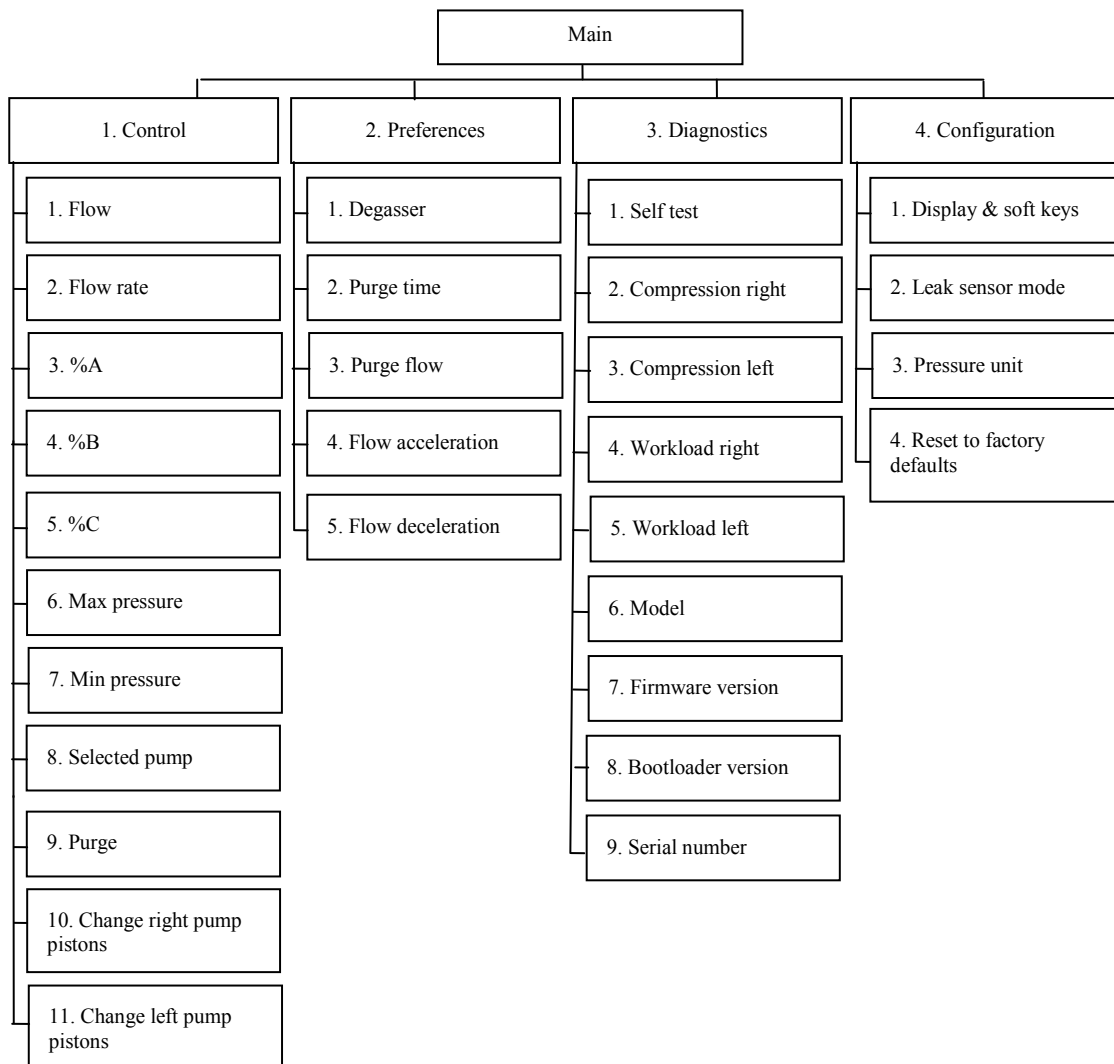 Main
1. Control
1. Flow
2. Flow rate
3. %A
4. %B
5. %C
6. Max pressure
7. Min pressure
8. Selected pump
9. Purge
10. Change right pump
pistons
11. Change left pump
pistons
2. Preferences
1. Degasser
2. Purge time
3. Purge flow
4. Flow acceleration
5. Flow deceleration
3. Diagnostics
1. Self test
2. Compression right
3. Compression left
4. Workload right
5. Workload left
6. Model
7. Firmware version
8. Bootloader version
9. Serial number
4. Configuration
1. Display & soft keys
2. Leak sensor mode
3. Pressure unit
4. Reset to factory
defaults